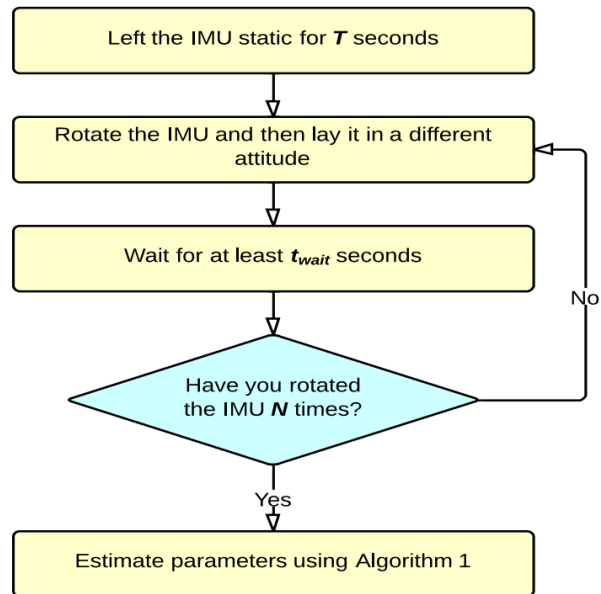 Left the IMU static for T seconds
Rotate the IMU and then lay it in a different
attitude
Wait for at least twait seconds
No
Have you rotated
the IMU N times?
Yes
Estimate parameters using Algorithm 1